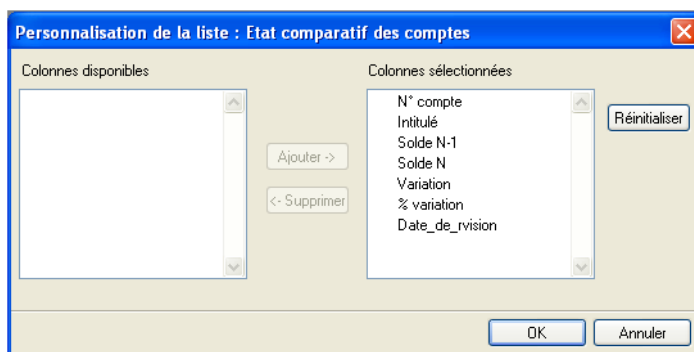 Personnalisation de la liste : Etat comparatif des comptes
Colonnes disponibles
Colonnes sélectionnées
N° compte
Intitulé
Solde N-1
Solde N
Variation
% variation
Date_de_rvision
Ajouter ->
<- Supprimer
Réinitialiser
OK
Annuler